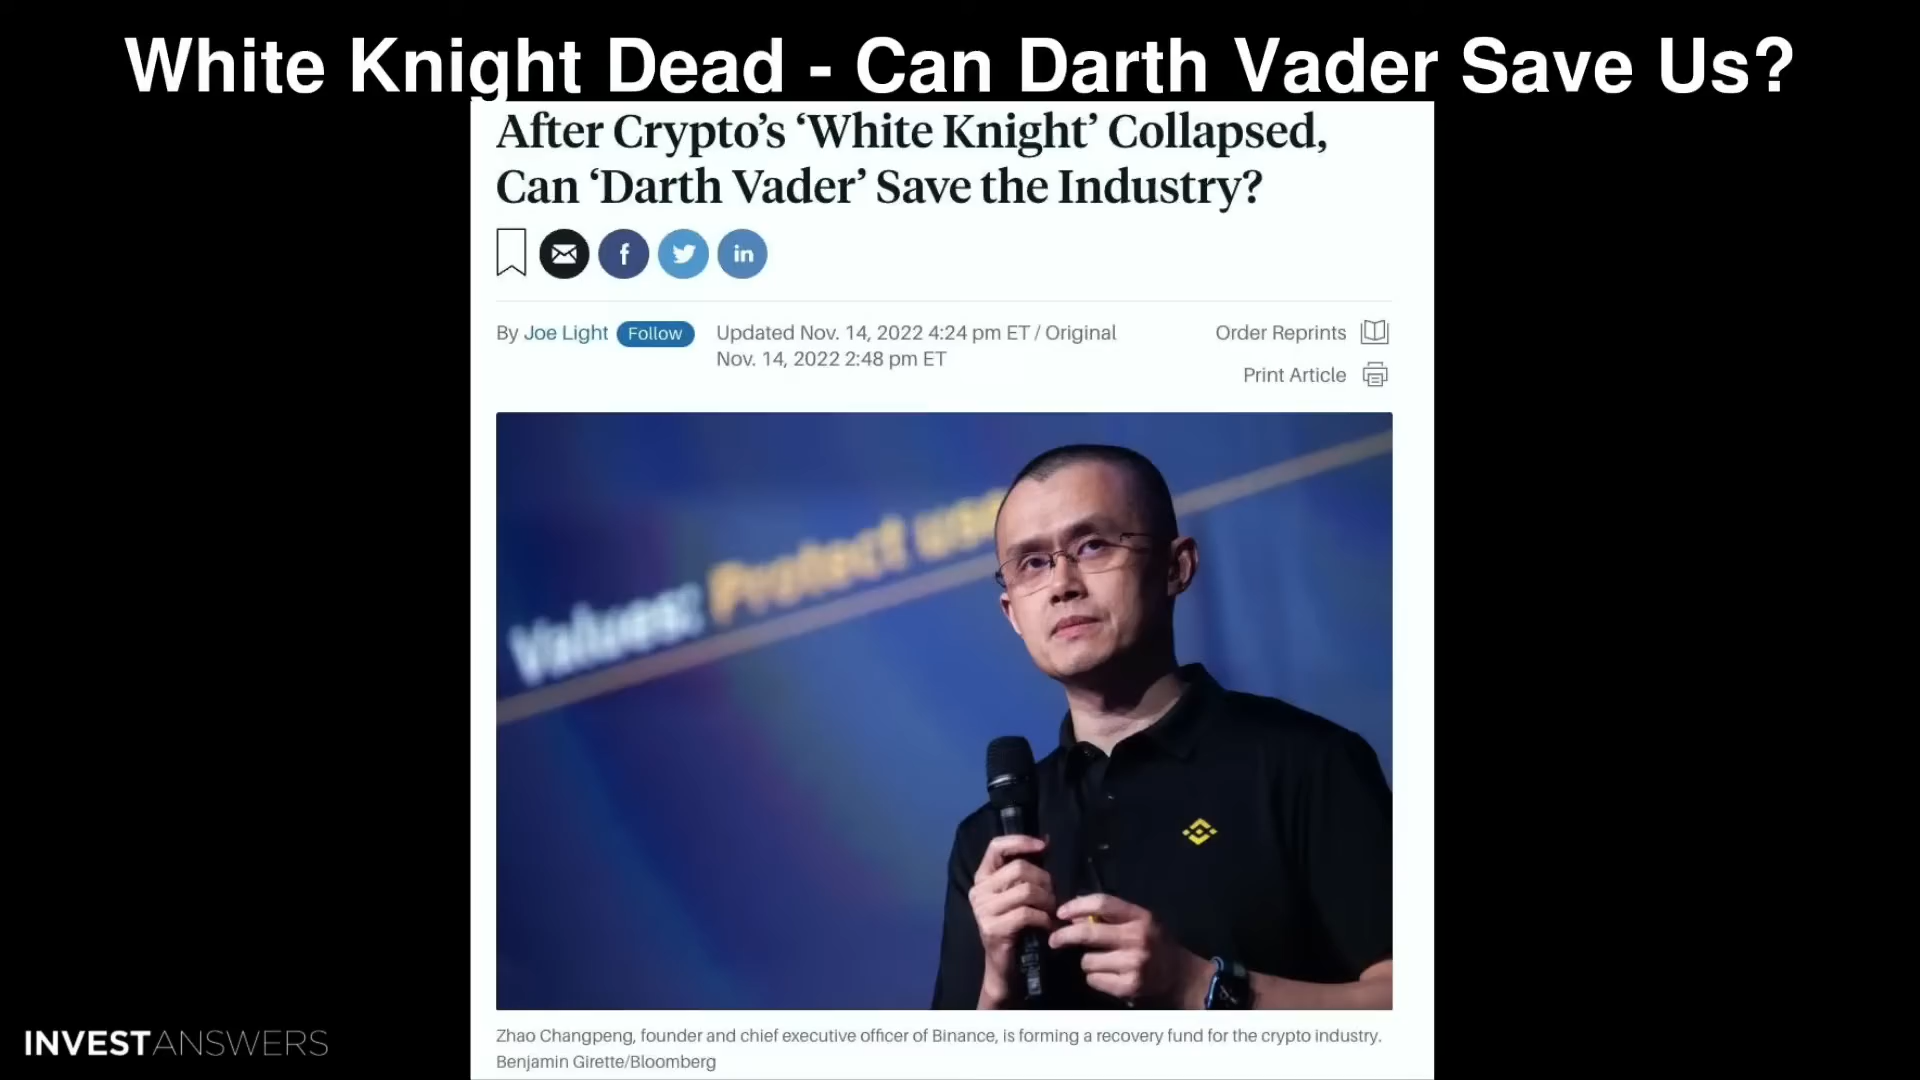 White Knight Dead - Can Darth Vader Save Us?
After Crypto’s ‘White Knight’ Collapsed,
Can ‘Darth Vader’ Save the Industry?
f
in
By Joe Light Follow Updated Nov. 14, 2022 4:24 pm ET / Original
Nov. 14, 2022 2:48 pm ET
Order Reprints
Print Article
Values: Protect use
Zhao Changpeng, founder and chief executive officer of Binance, is forming a recovery fund for the crypto industry.
Benjamin Girette/Bloomberg
INVESTANSWERS